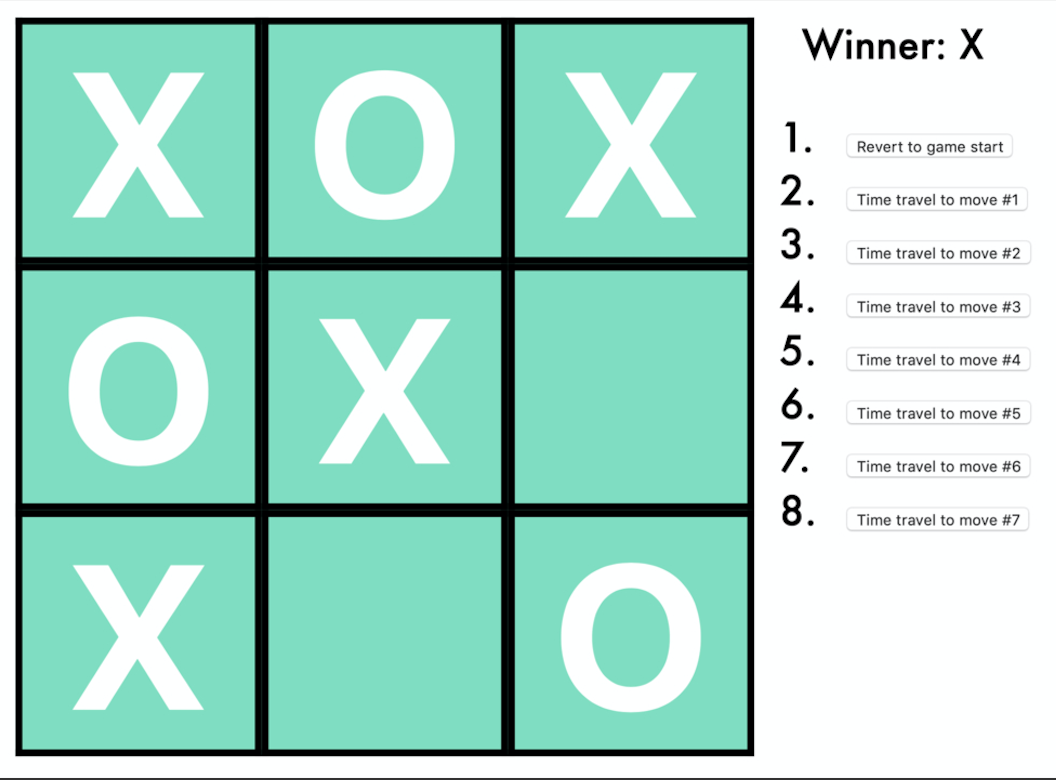 X O X
O X
X O
Winner: X
1. Revert to game start
2. Time travel to move #1
3. Time travel to move #2
4. Time travel to move #3
5. Time travel to move #4
6. Time travel to move #5
7. Time travel to move #6
8. Time travel to move #7